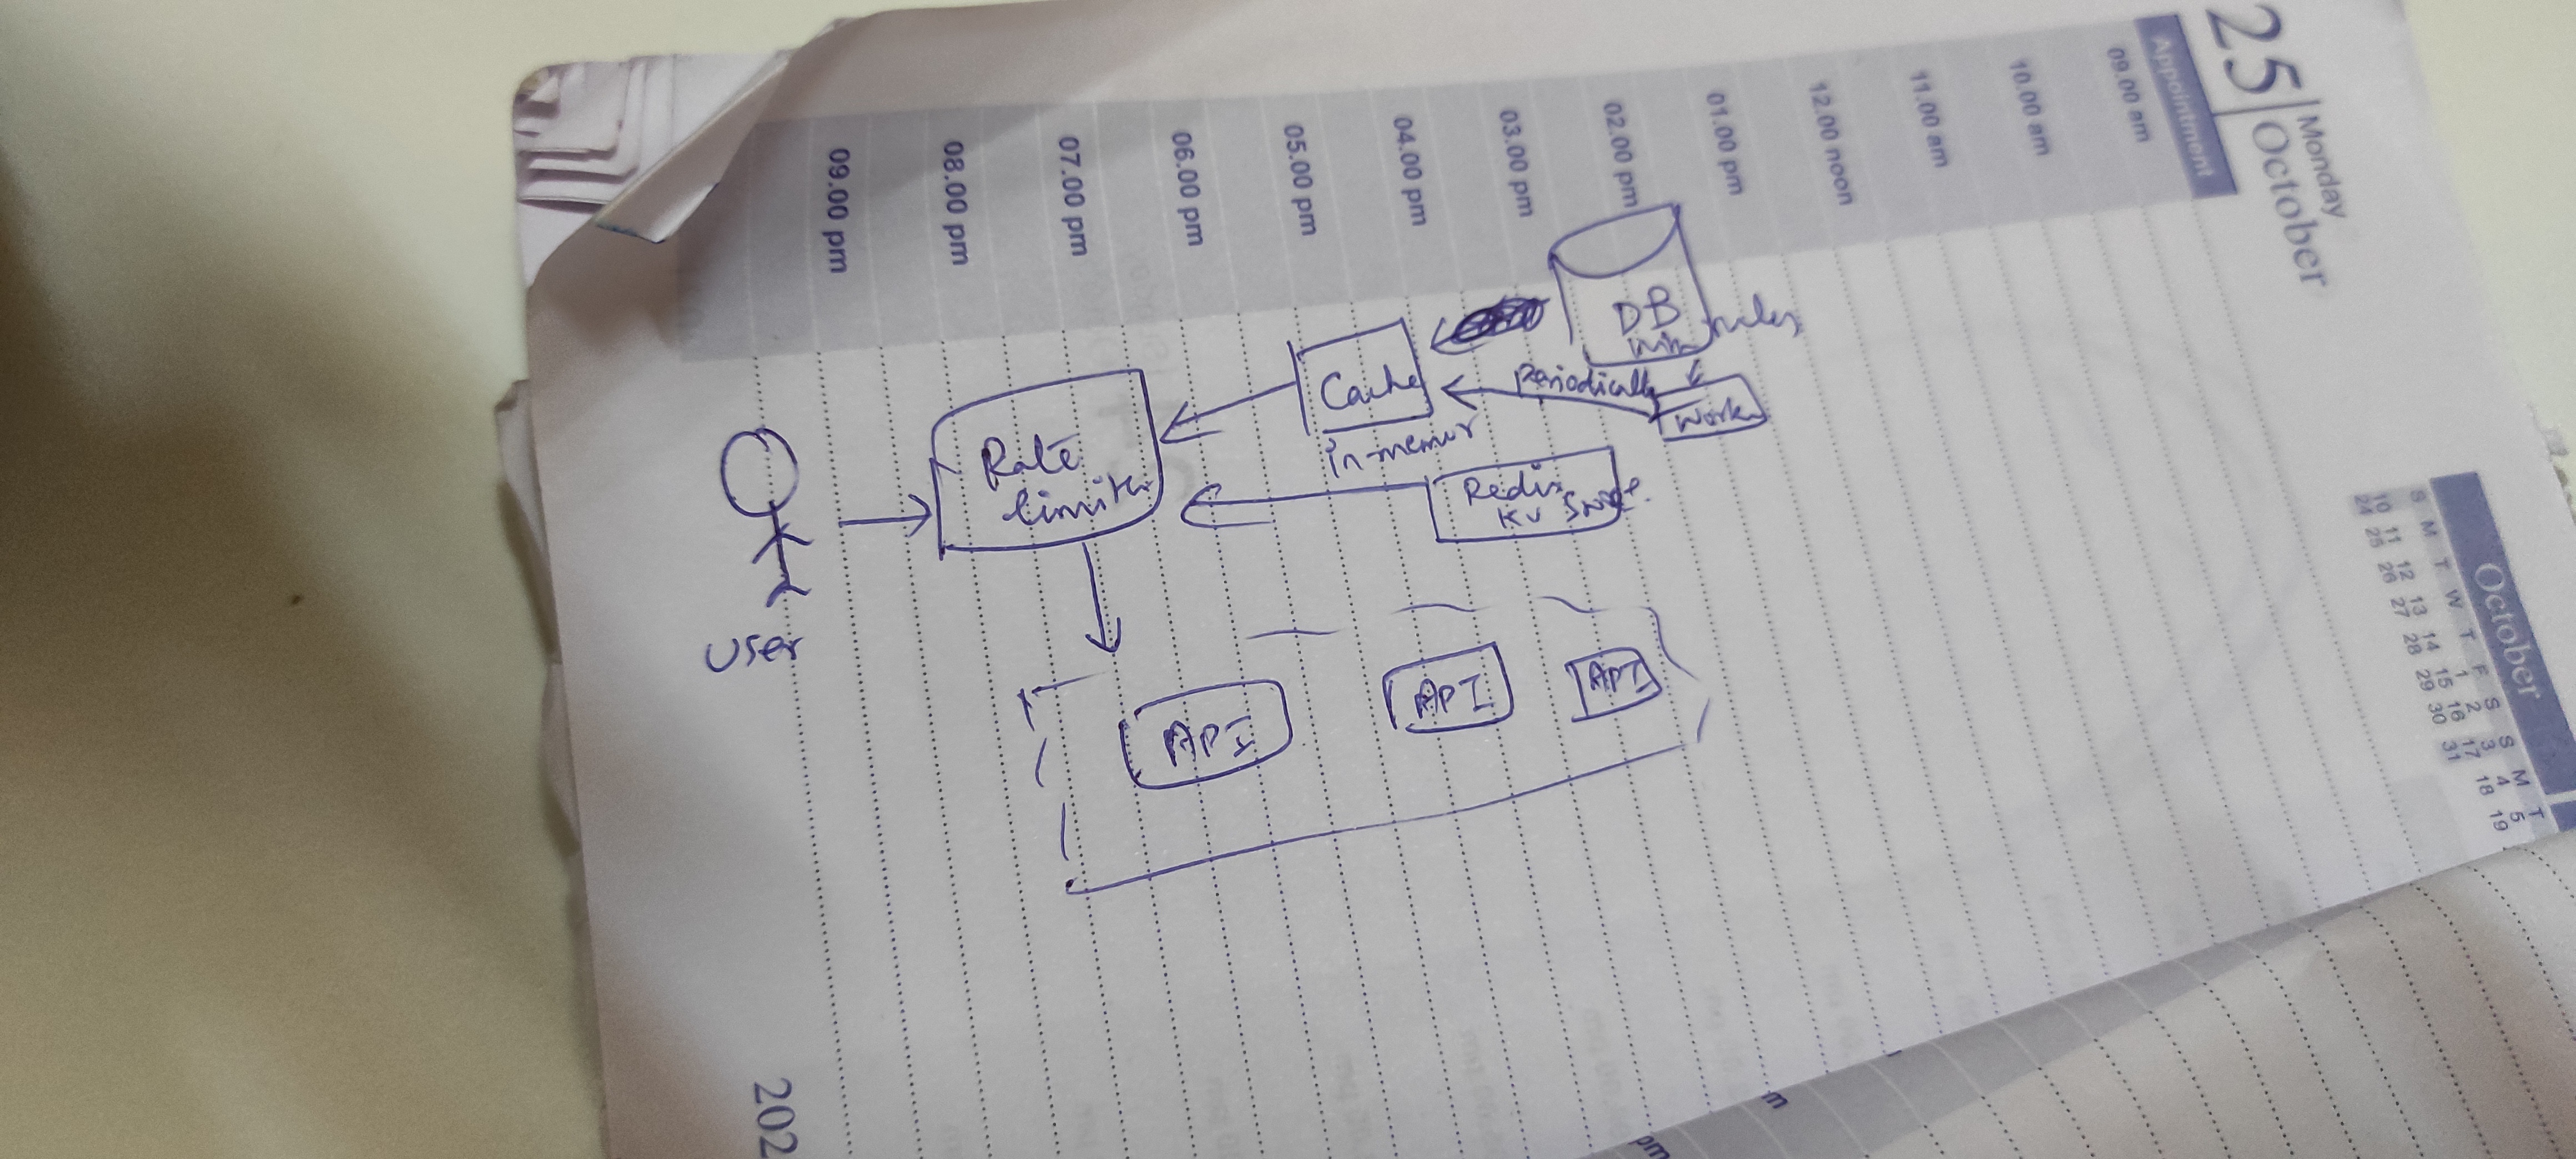 25
Monday
October
Appointment
09.00 am
10.00 am
11.00 am
12.00 noon
01.00 pm
02.00 pm
03.00 pm
04.00 pm
05.00 pm
06.00 pm
07.00 pm
08.00 pm
09.00 pm
DB
rules
Periodically
Cache
in-memor
Rate
limiter
Redis
KV Store
User
API
API
API
October
S M T W T F S S M T
1 2 3 4 5
10 11 12 13 14 15 16 17 18 19
24 25 26 27 28 29 30 31
202
pm